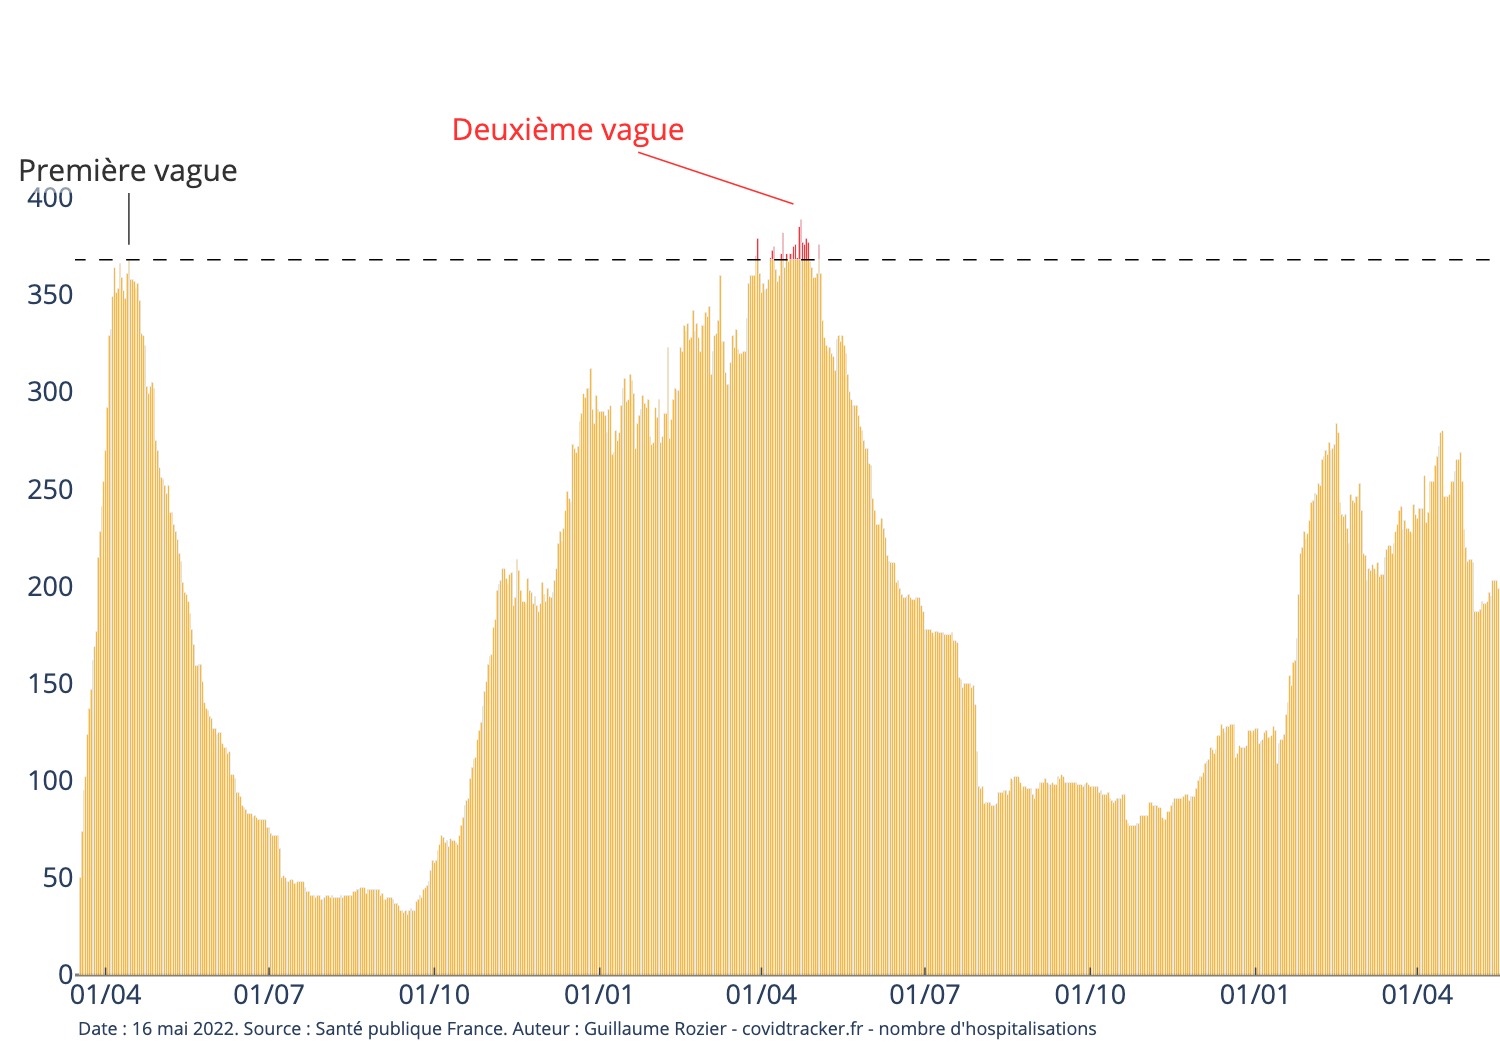 Deuxième vague
Première vague
400
350
300
250
200
150
100
50
0
01/04 01/07 01/10 01/01 01/04 01/07 01/10 01/01 01/04
Date : 16 mai 2022. Source : Santé publique France. Auteur : Guillaume Rozier - covidtracker.fr - nombre d'hospitalisations